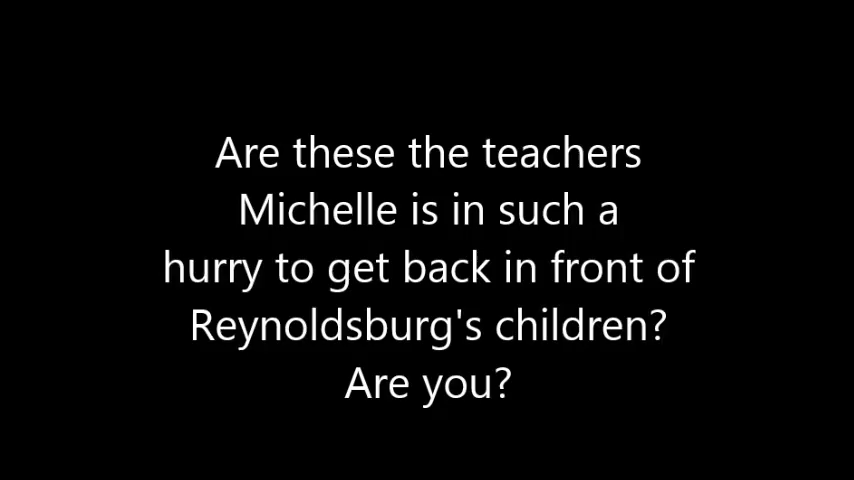 Are these the teachers
Michelle is in such a
hurry to get back in front of
Reynoldsburg's children?
Are you?